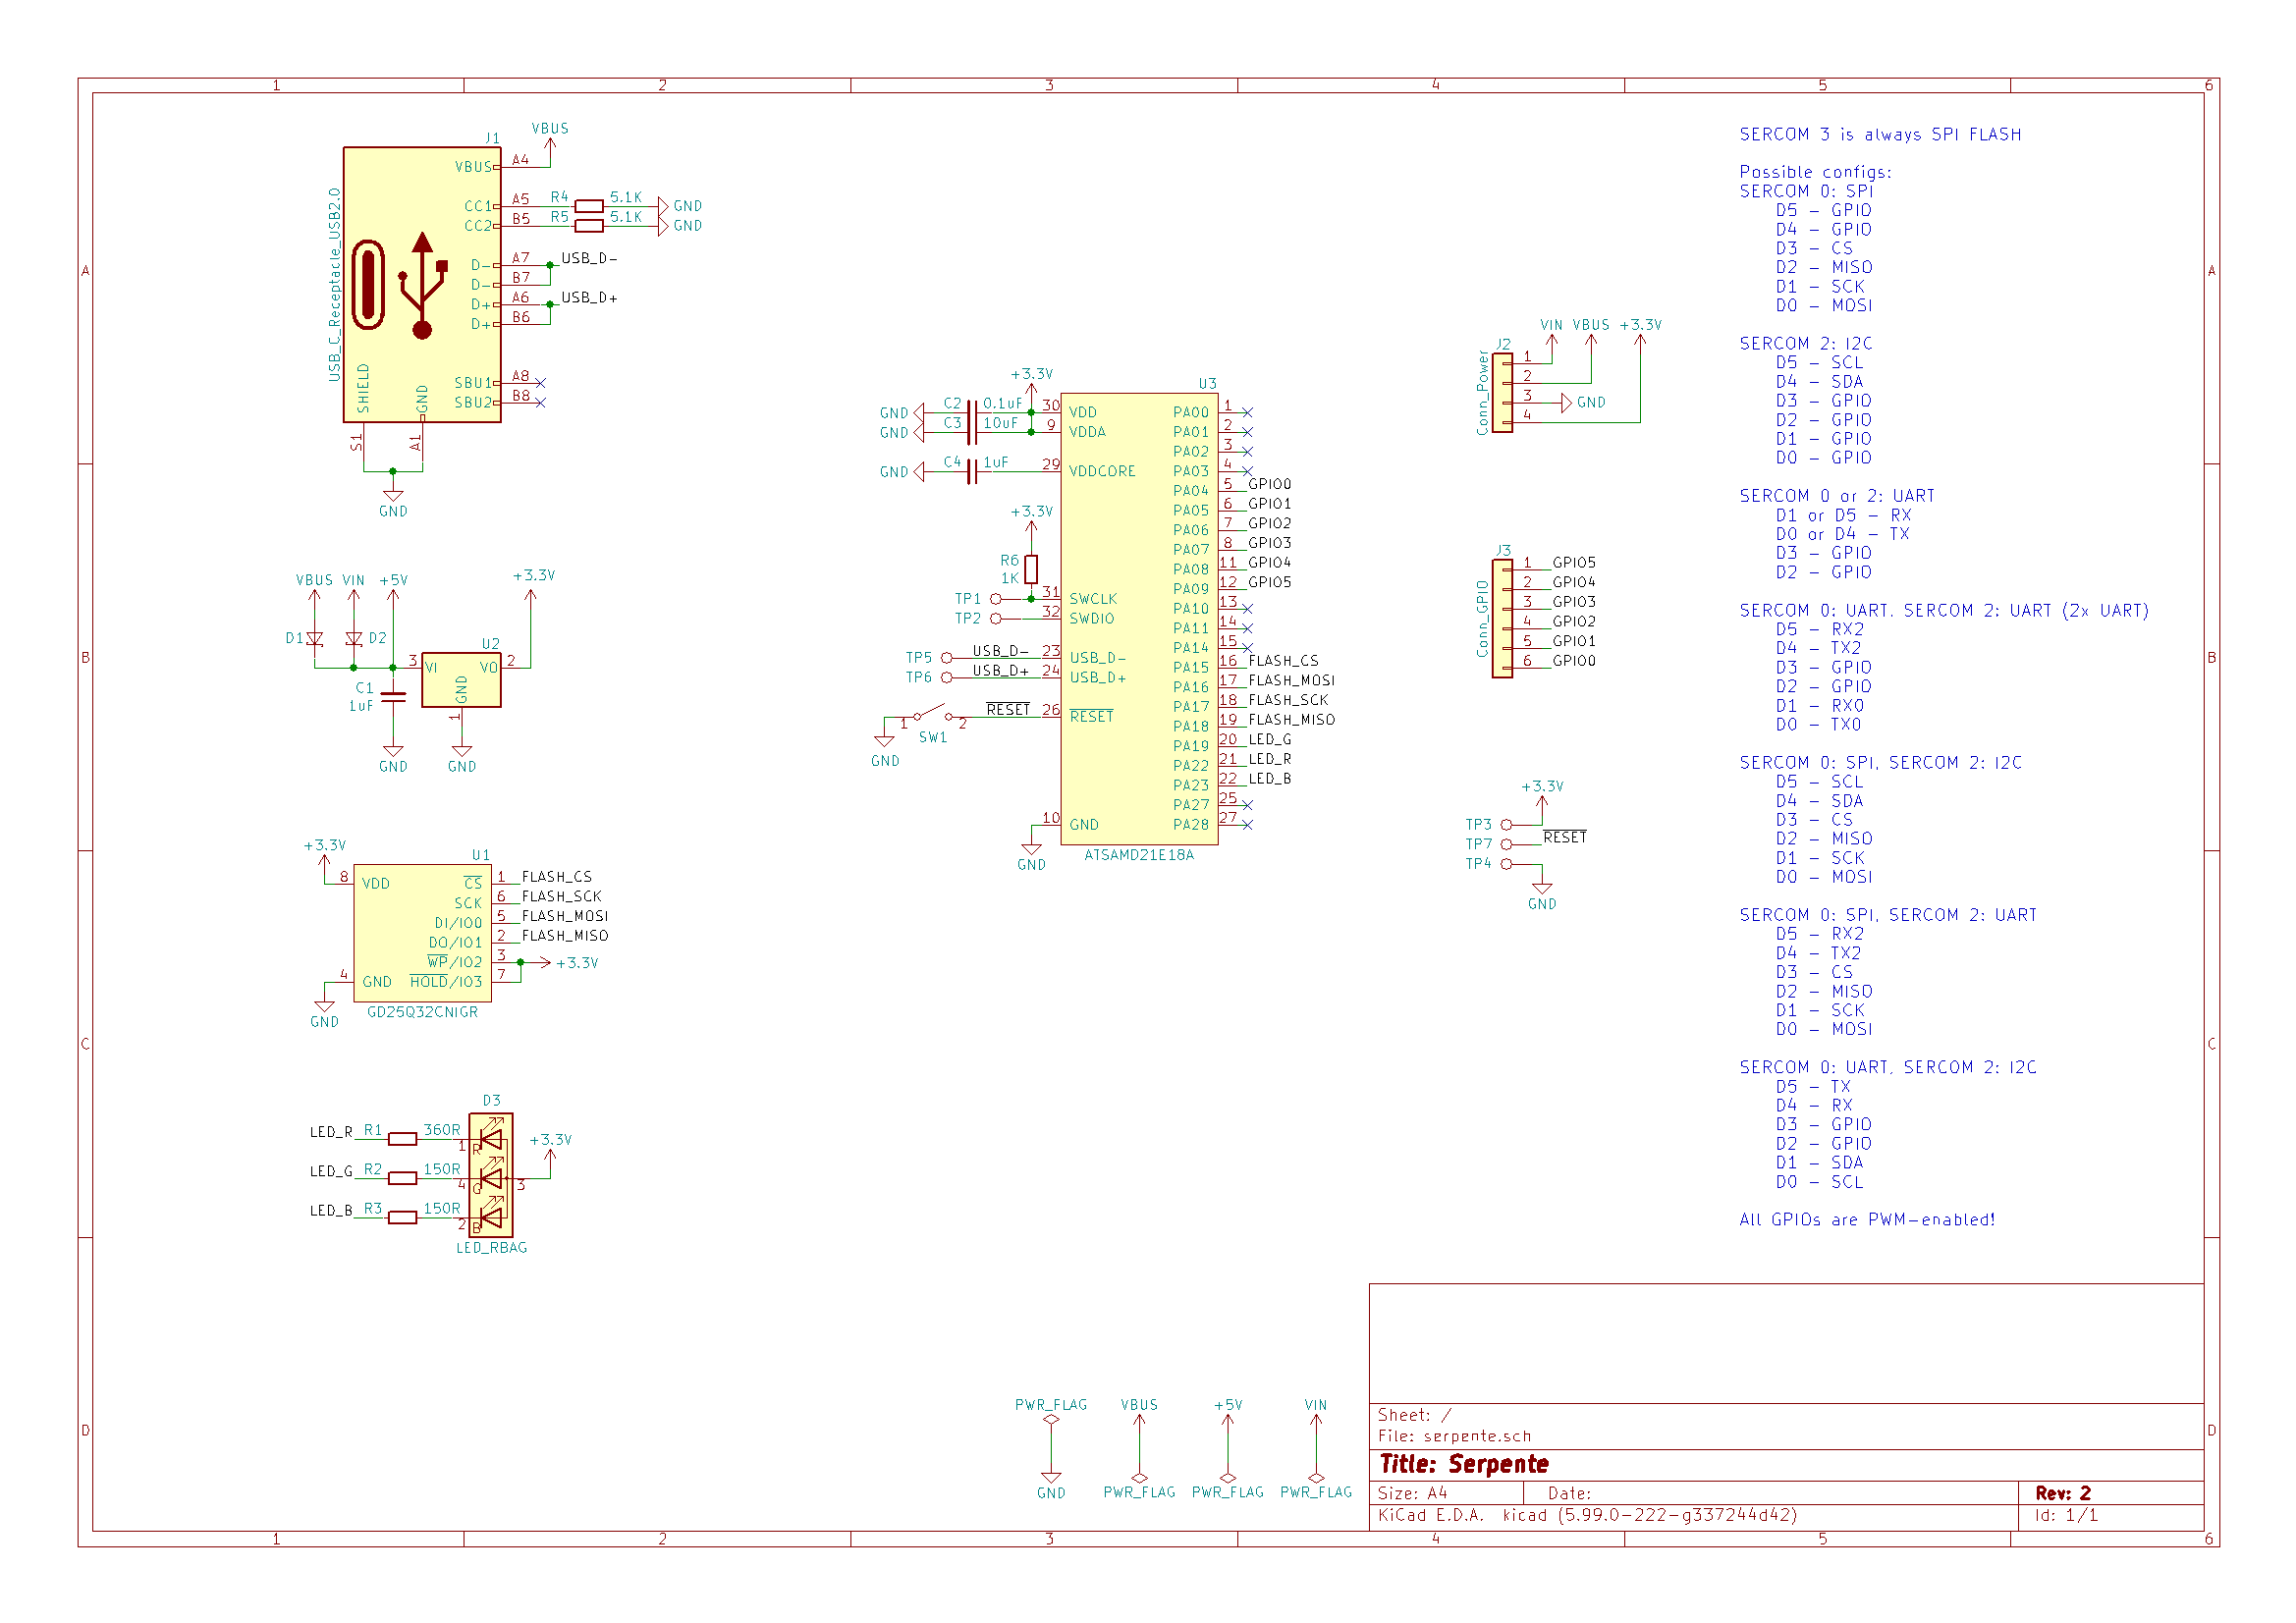 1 2 3 4 5 6
A
B
C
D
A
B
C
D
1 2 3 4 5 6
J1
USB_C_Receptacle_USB2.0
VBUS
VBUS A4
CC1 A5 R4 5.1K GND
CC2 B5 R5 5.1K GND
D- A7 USB_D-
D- B7
D+ A6 USB_D+
D+ B6
SBU1 A8
SBU2 B8
SHIELD GND
S1 A1
GND
VBUS VIN +5V +3.3V
D1 D2
U2
3 VI VO 2
GND
1
C1
1uF
GND GND
+3.3V
U1
8 VDD CS 1 FLASH_CS
SCK 6 FLASH_SCK
DI/IO0 5 FLASH_MOSI
DO/IO1 2 FLASH_MISO
WP/IO2 3 +3.3V
4 GND HOLD/IO3 7
GND
GD25Q32CNIGR
D3
LED_R R1 360R 1 R
+3.3V
LED_G R2 150R 4 G 3
LED_B R3 150R 2 B
LED_RBAG
+3.3V
U3
GND C2 0.1uF 30 VDD
GND C3 10uF 9 VDDA
GND C4 1uF 29 VDDCORE
+3.3V
R6
1K
TP1 31 SWCLK
TP2 32 SWDIO
TP5 USB_D- 23 USB_D-
TP6 USB_D+ 24 USB_D+
1 SW1 2 RESET 26 RESET
GND
10 GND
GND
PA00 1
PA01 2
PA02 3
PA03 4
PA04 5 GPIO0
PA05 6 GPIO1
PA06 7 GPIO2
PA07 8 GPIO3
PA08 11 GPIO4
PA09 12 GPIO5
PA10 13
PA11 14
PA14 15
PA15 16 FLASH_CS
PA16 17 FLASH_MOSI
PA17 18 FLASH_SCK
PA18 19 FLASH_MISO
PA19 20 LED_G
PA22 21 LED_R
PA23 22 LED_B
PA27 25
PA28 27
ATSAMD21E18A
VIN VBUS +3.3V
J2
Conn_Power
1
2
3 GND
4
J3
Conn_GPIO
1 GPIO5
2 GPIO4
3 GPIO3
4 GPIO2
5 GPIO1
6 GPIO0
+3.3V
TP3
TP7 RESET
TP4
GND
SERCOM 3 is always SPI FLASH
Possible configs:
SERCOM 0: SPI
D5 - GPIO
D4 - GPIO
D3 - CS
D2 - MISO
D1 - SCK
D0 - MOSI
SERCOM 2: I2C
D5 - SCL
D4 - SDA
D3 - GPIO
D2 - GPIO
D1 - GPIO
D0 - GPIO
SERCOM 0 or 2: UART
D1 or D5 - RX
D0 or D4 - TX
D3 - GPIO
D2 - GPIO
SERCOM 0: UART. SERCOM 2: UART (2x UART)
D5 - RX2
D4 - TX2
D3 - GPIO
D2 - GPIO
D1 - RX0
D0 - TX0
SERCOM 0: SPI, SERCOM 2: I2C
D5 - SCL
D4 - SDA
D3 - CS
D2 - MISO
D1 - SCK
D0 - MOSI
SERCOM 0: SPI, SERCOM 2: UART
D5 - RX2
D4 - TX2
D3 - CS
D2 - MISO
D1 - SCK
D0 - MOSI
SERCOM 0: UART, SERCOM 2: I2C
D5 - TX
D4 - RX
D3 - GPIO
D2 - GPIO
D1 - SDA
D0 - SCL
All GPIOs are PWM-enabled!
PWR_FLAG VBUS +5V VIN
GND PWR_FLAG PWR_FLAG PWR_FLAG
Sheet: /
File: serpente.sch
Title: Serpente
Size: A4 Date: Rev: 2
KiCad E.D.A. kicad (5.99.0-222-g337244d42) Id: 1/1